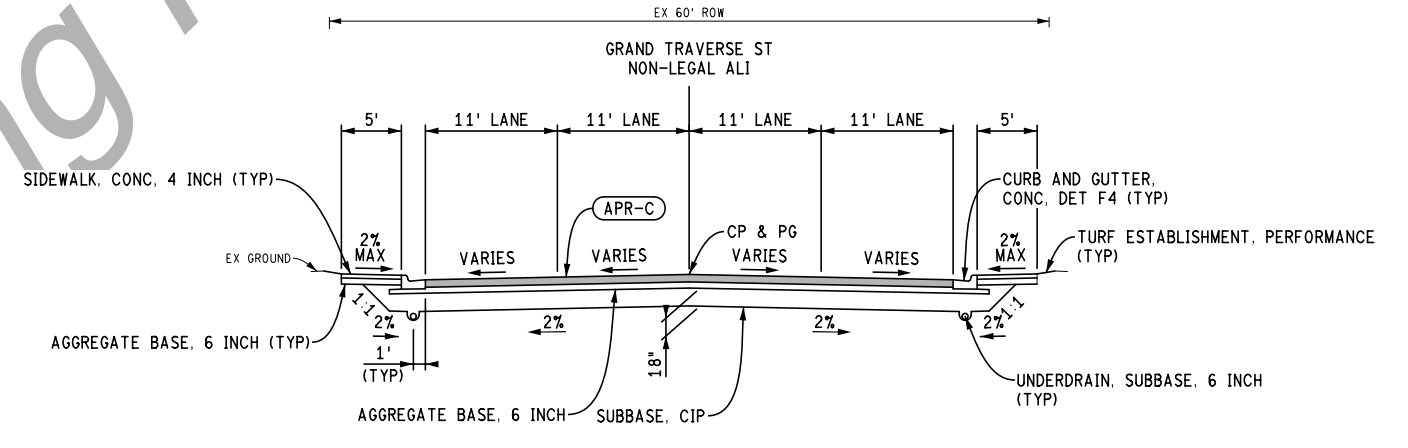 EX 60' ROW
GRAND TRAVERSE ST
NON-LEGAL ALI
5'
11' LANE
11' LANE
11' LANE
11' LANE
5'
SIDEWALK, CONC, 4 INCH (TYP)
CURB AND GUTTER,
CONC, DET F4 (TYP)
APR-C
CP & PG
TURF ESTABLISHMENT, PERFORMANCE
(TYP)
EX GROUND
2%
MAX
VARIES
VARIES
VARIES
VARIES
2%
MAX
1:1
1:1
2%
2%
2%
2%
AGGREGATE BASE, 6 INCH (TYP)
1'
(TYP)
18"
UNDERDRAIN, SUBBASE, 6 INCH
(TYP)
AGGREGATE BASE, 6 INCH
SUBBASE, CIP